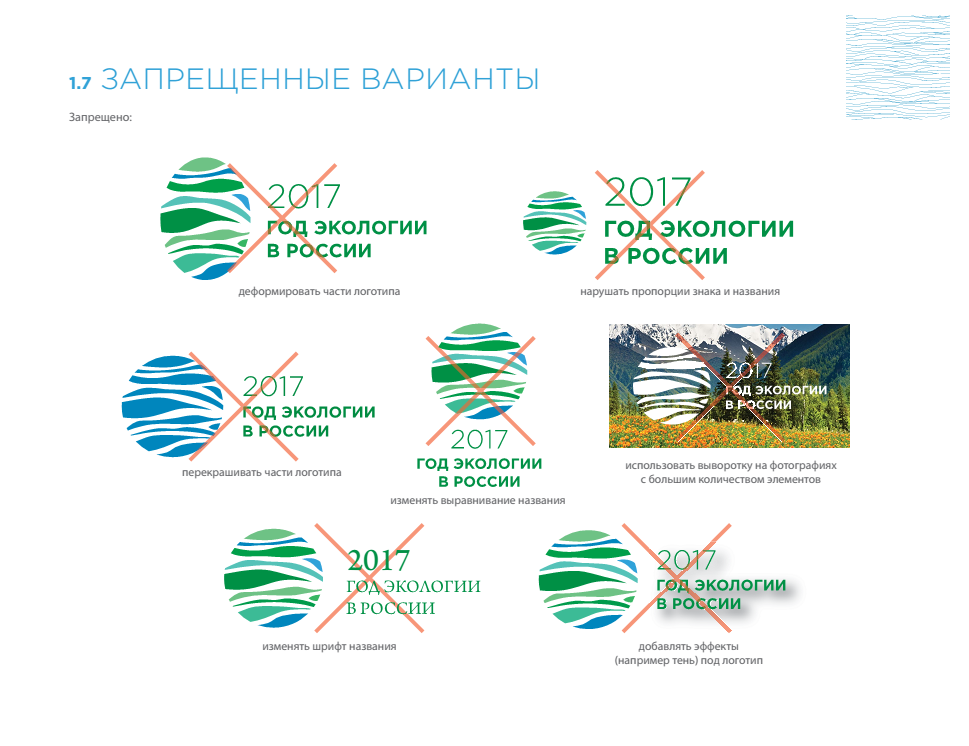 1.7 ЗАПРЕЩЕННЫЕ ВАРИАНТЫ
Запрещено:
2017
ГОД ЭКОЛОГИИ
В РОССИИ
деформировать части логотипа
2017
ГОД ЭКОЛОГИИ
В РОССИИ
нарушать пропорции знака и названия
2017
ГОД ЭКОЛОГИИ
В РОССИИ
перекрашивать части логотипа
2017
ГОД ЭКОЛОГИИ
В РОССИИ
изменять выравнивание названия
2017
ГОД ЭКОЛОГИИ
В РОССИИ
использовать выворотку на фотографиях
с большим количеством элементов
2017
ГОД ЭКОЛОГИИ
В РОССИИ
изменять шрифт названия
2017
ГОД ЭКОЛОГИИ
В РОССИИ
добавлять эффекты
(например тень) под логотип